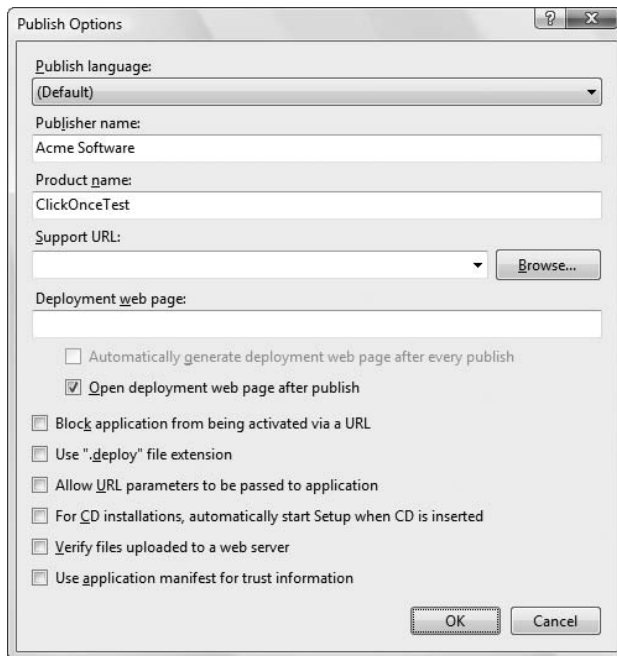 Publish Options
Publish language:
(Default)
Publisher name:
Acme Software
Product name:
ClickOnceTest
Support URL:
Browse...
Deployment web page:
Automatically generate deployment web page after every publish
Open deployment web page after publish
Block application from being activated via a URL
Use ".deploy" file extension
Allow URL parameters to be passed to application
For CD installations, automatically start Setup when CD is inserted
Verify files uploaded to a web server
Use application manifest for trust information
OK Cancel